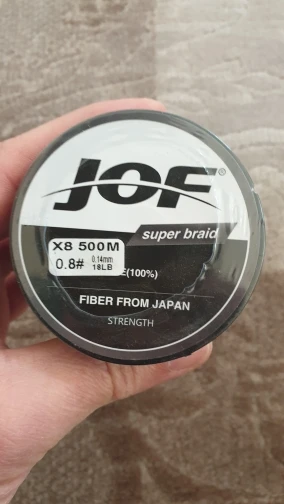 JOF®
super braid
X8 500M
0.8# 0.14mm
18LB
E(100%)
FIBER FROM JAPAN
STRENGTH